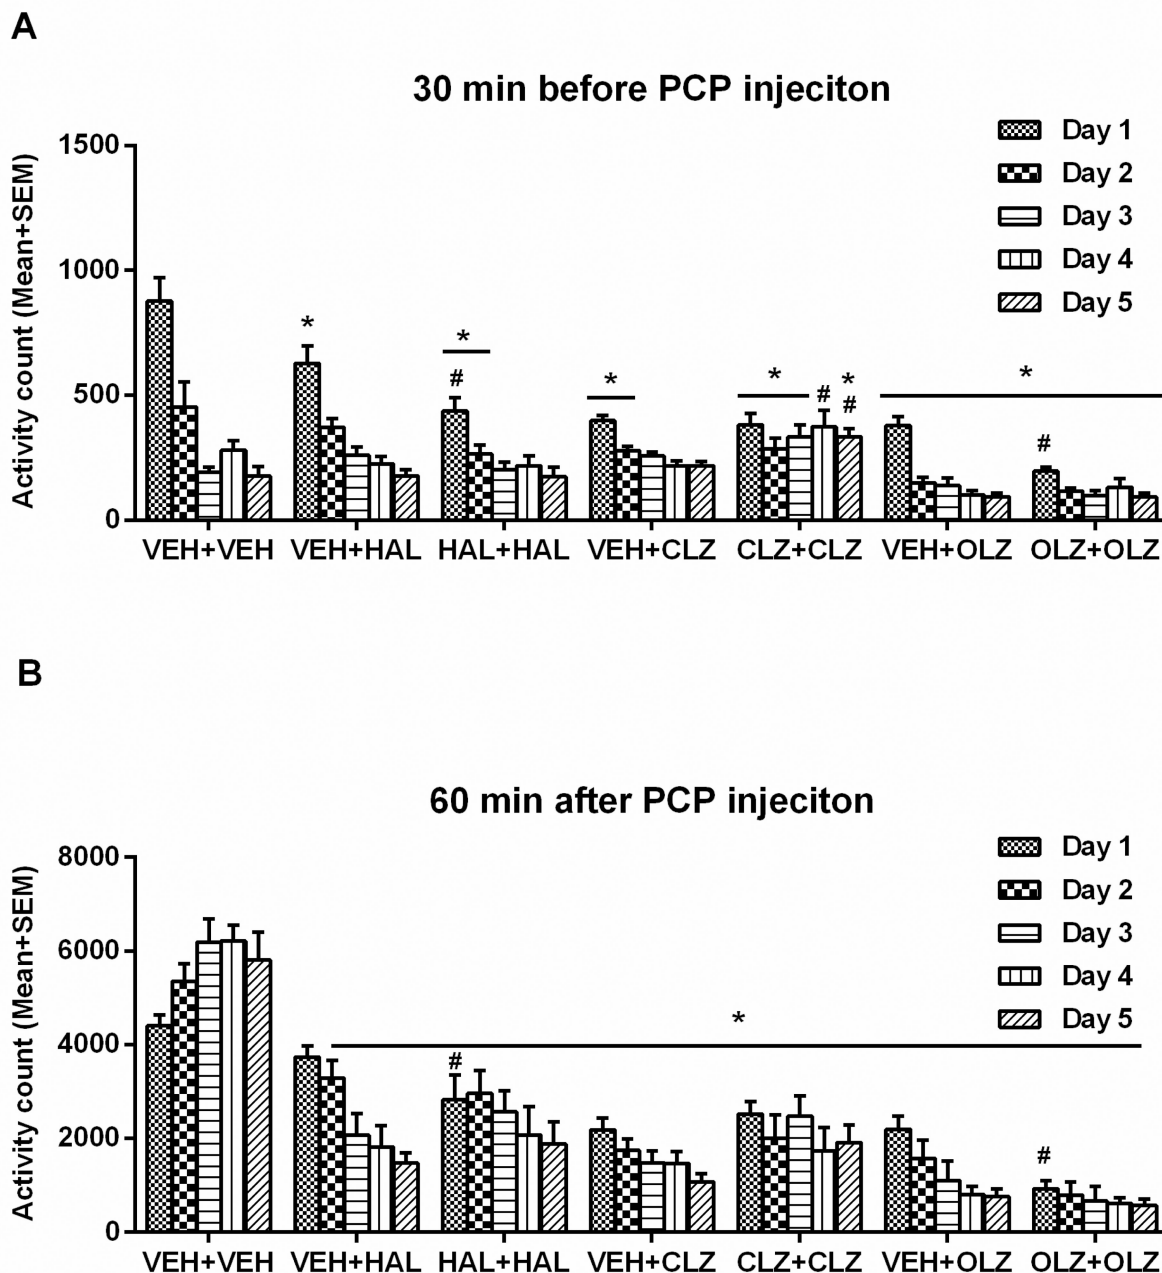 A
30 min before PCP injeciton
Activity count (Mean+SEM)
1500
1000
500
0
Day 1
Day 2
Day 3
Day 4
Day 5
*
*
#
*
*
#
*
#
*
#
VEH+VEH VEH+HAL HAL+HAL VEH+CLZ CLZ+CLZ VEH+OLZ OLZ+OLZ
B
60 min after PCP injeciton
Activity count (Mean+SEM)
8000
6000
4000
2000
0
Day 1
Day 2
Day 3
Day 4
Day 5
*
#
#
VEH+VEH VEH+HAL HAL+HAL VEH+CLZ CLZ+CLZ VEH+OLZ OLZ+OLZ